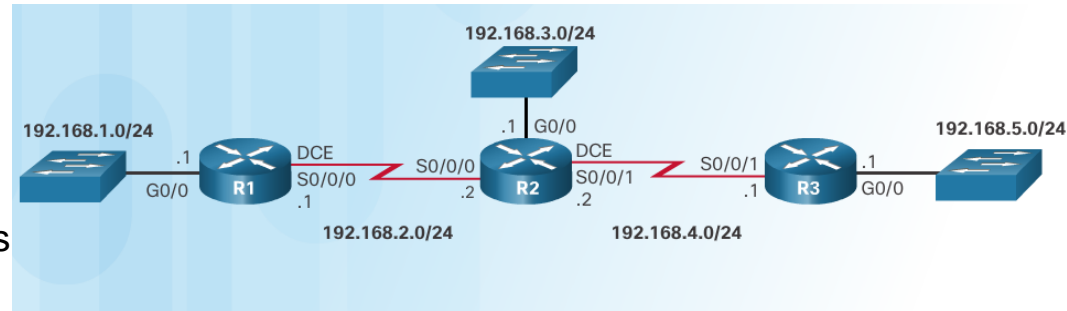 192.168.3.0/24
192.168.1.0/24
.1
G0/0
R1
DCE
S0/0/0
.1
192.168.2.0/24
.1
G0/0
S0/0/0
.2
R2
DCE
S0/0/1
.2
192.168.4.0/24
S0/0/1
.1
R3
.1
G0/0
192.168.5.0/24
s